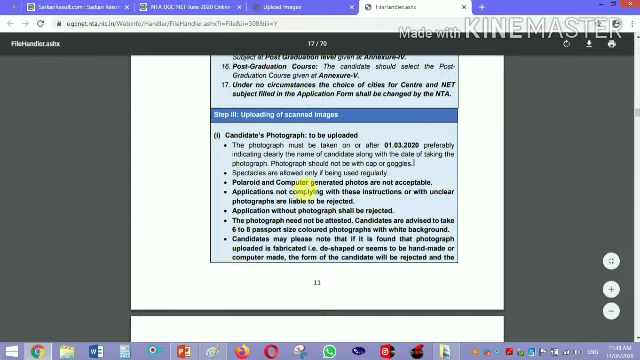 SarkariResult.com : Sarkari Resul
NTA UGC NET June 2020 Online
Upload Images
FileHandler.ashx
ugcnet.nta.nic.in/WebInfo/Handler/FileHandler.ashx?i=File&ii=308&iii=Y
Made with KINEMASTER
FileHandler.ashx
17 / 70
Subject at Post Graduation level given at Annexure-IV.
16. Post-Graduation Course: The candidate should select the Post-
Graduation Course given at Annexure-V.
17. Under no circumstances the choice of cities for Centre and NET
subject filled in the Application Form shall be changed by the NTA.
Step III: Uploading of scanned images
(i) Candidate's Photograph: to be uploaded
• The photograph must be taken on or after 01.03.2020 preferably
indicating clearly the name of candidate along with the date of taking the
photograph. Photograph should not be with cap or goggles.
• Spectacles are allowed only if being used regularly.
• Polaroid and Computer generated photos are not acceptable.
• Applications not complying with these instructions or with unclear
photographs are liable to be rejected.
• Application without photograph shall be rejected.
• The photograph need not be attested. Candidates are advised to take
6 to 8 passport size coloured photographs with white background.
• Candidates may please note that if it is found that photograph
uploaded is fabricated i.e. de-shaped or seems to be hand-made or
computer made, the form of the candidate will be rejected and the
11